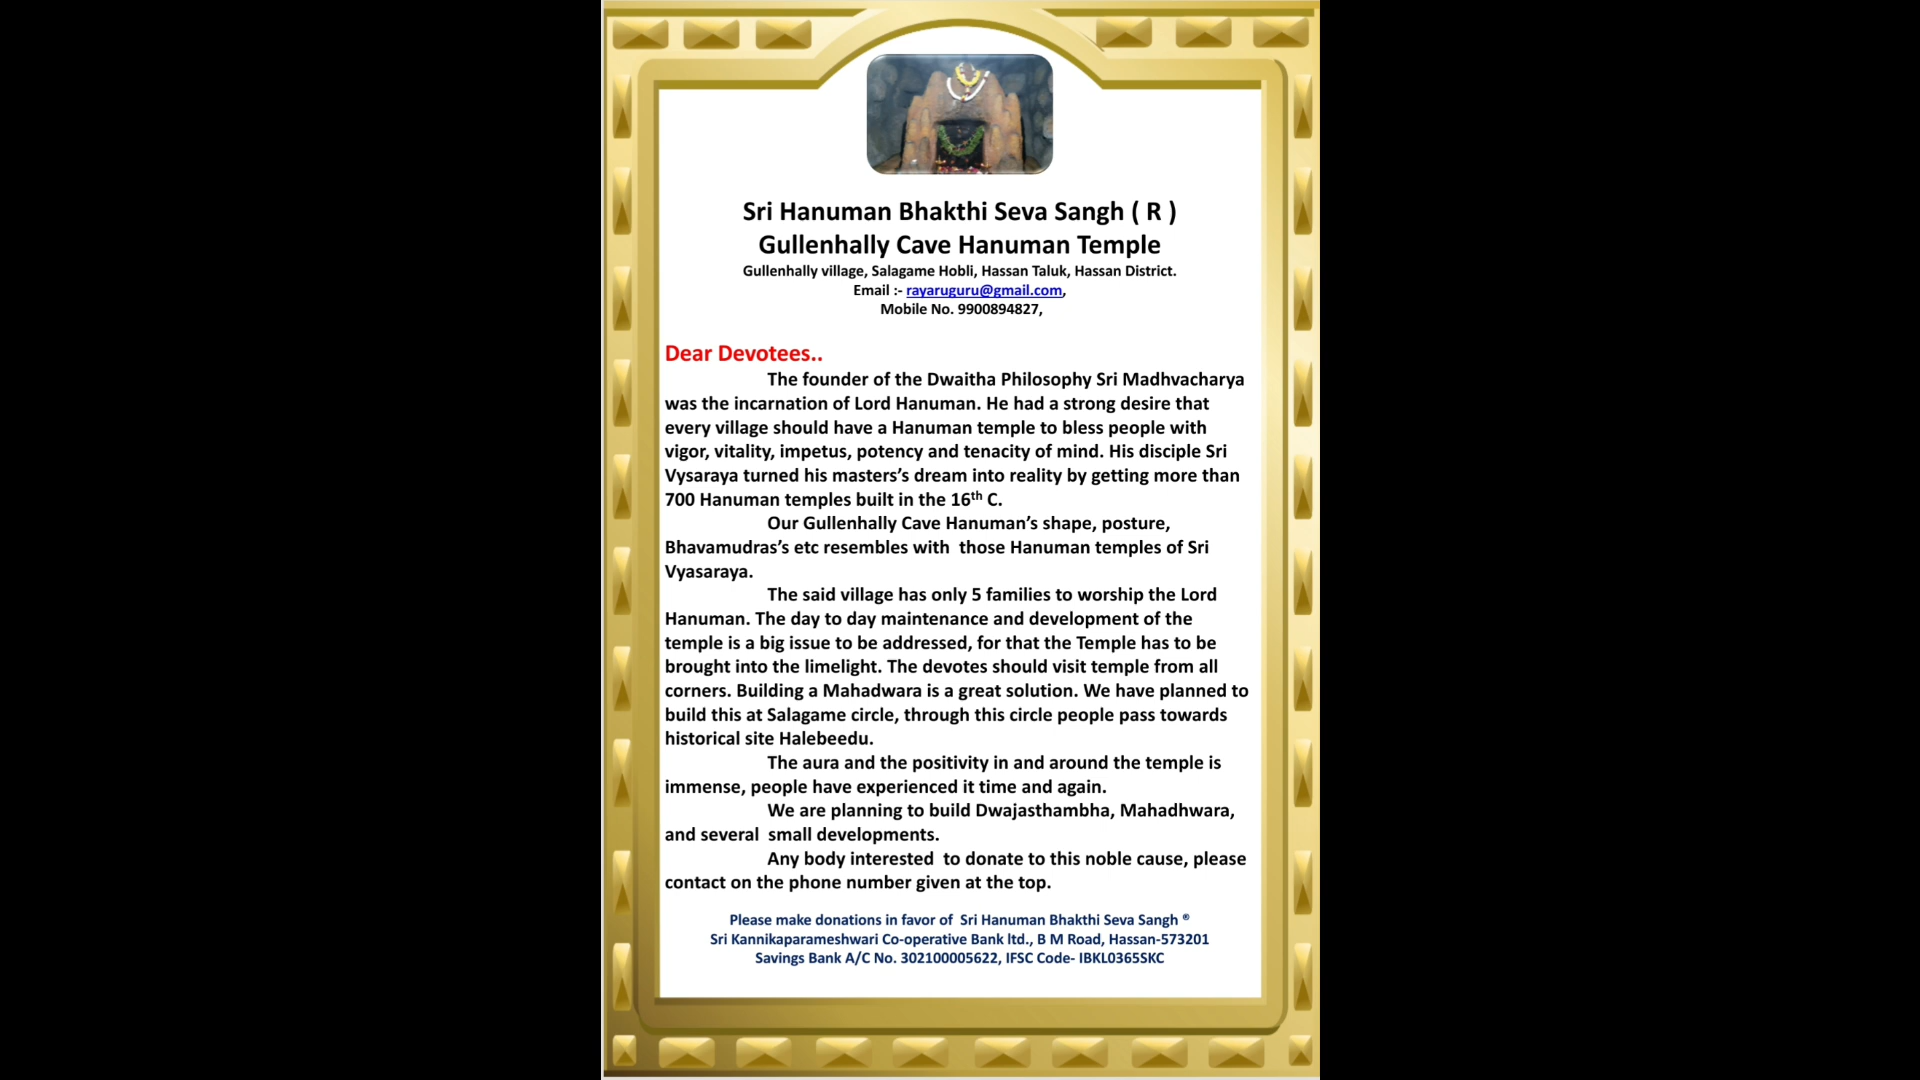 Sri Hanuman Bhakthi Seva Sangh ( R )
Gullenhally Cave Hanuman Temple
Gullenhally village, Salagame Hobli, Hassan Taluk, Hassan District.
Email :- rayaruguru@gmail.com,
Mobile No. 9900894827,
Dear Devotees..
The founder of the Dwaitha Philosophy Sri Madhvacharya
was the incarnation of Lord Hanuman. He had a strong desire that
every village should have a Hanuman temple to bless people with
vigor, vitality, impetus, potency and tenacity of mind. His disciple Sri
Vysaraya turned his masters’s dream into reality by getting more than
700 Hanuman temples built in the 16th C.
Our Gullenhally Cave Hanuman’s shape, posture,
Bhavamudras’s etc resembles with  those Hanuman temples of Sri
Vyasaraya.
The said village has only 5 families to worship the Lord
Hanuman. The day to day maintenance and development of the
temple is a big issue to be addressed, for that the Temple has to be
brought into the limelight. The devotes should visit temple from all
corners. Building a Mahadwara is a great solution. We have planned to
build this at Salagame circle, through this circle people pass towards
historical site Halebeedu.
The aura and the positivity in and around the temple is
immense, people have experienced it time and again.
We are planning to build Dwajasthambha, Mahadhwara,
and several  small developments.
Any body interested  to donate to this noble cause, please
contact on the phone number given at the top.
Please make donations in favor of  Sri Hanuman Bhakthi Seva Sangh ®
Sri Kannikaparameshwari Co-operative Bank ltd., B M Road, Hassan-573201
Savings Bank A/C No. 302100005622, IFSC Code- IBKL0365SKC